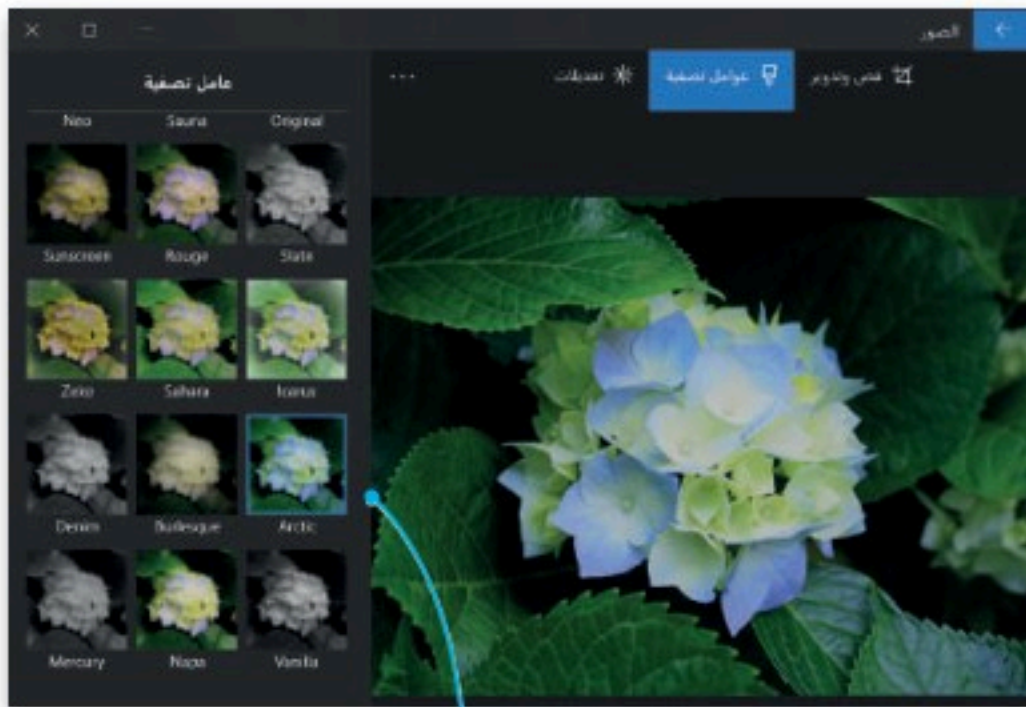 الصور
قص وتدوير
عوامل تصفية
تعديلات
عامل تصفية
Original
Sauna
Neo
Slate
Rouge
Sunscreen
Icarus
Sahara
Zeke
Arctic
Burlesque
Denim
Vanilla
Napa
Mercury